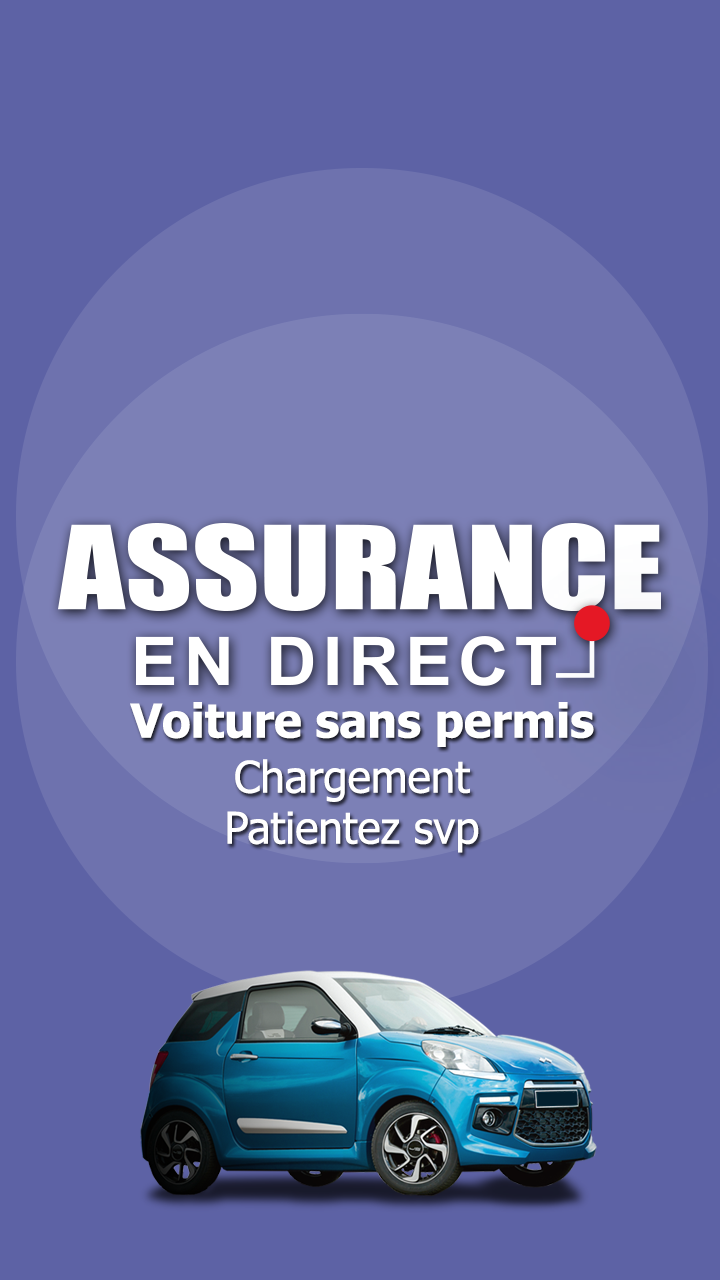 ASSURANCE
EN DIRECT
Voiture sans permis
Chargement
Patientez svp